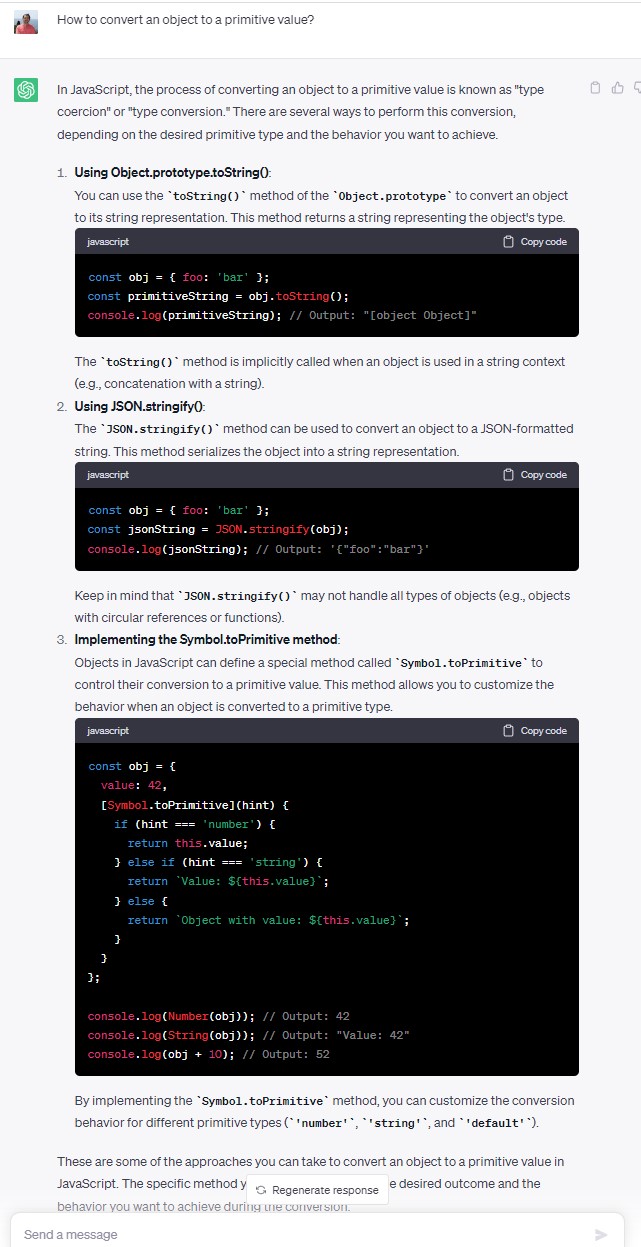 How to convert an object to a primitive value?
In JavaScript, the process of converting an object to a primitive value is known as "type
coercion" or "type conversion." There are several ways to perform this conversion,
depending on the desired primitive type and the behavior you want to achieve.
1. Using Object.prototype.toString():
You can use the `toString()` method of the `Object.prototype` to convert an object
to its string representation. This method returns a string representing the object's type.
javascript Copy code
const obj = { foo: 'bar' };
const primitiveString = obj.toString();
console.log(primitiveString); // Output: "[object Object]"
The `toString()` method is implicitly called when an object is used in a string context
(e.g., concatenation with a string).
2. Using JSON.stringify():
The `JSON.stringify()` method can be used to convert an object to a JSON-formatted
string. This method serializes the object into a string representation.
javascript Copy code
const obj = { foo: 'bar' };
const jsonString = JSON.stringify(obj);
console.log(jsonString); // Output: '{"foo":"bar"}'
Keep in mind that `JSON.stringify()` may not handle all types of objects (e.g., objects
with circular references or functions).
3. Implementing the Symbol.toPrimitive method:
Objects in JavaScript can define a special method called `Symbol.toPrimitive` to
control their conversion to a primitive value. This method allows you to customize the
behavior when an object is converted to a primitive type.
javascript Copy code
const obj = {
  value: 42,
  [Symbol.toPrimitive](hint) {
    if (hint === 'number') {
      return this.value;
    } else if (hint === 'string') {
      return `Value: ${this.value}`;
    } else {
      return `Object with value: ${this.value}`;
    }
  }
};
console.log(Number(obj)); // Output: 42
console.log(String(obj)); // Output: "Value: 42"
console.log(obj + 10); // Output: 52
By implementing the `Symbol.toPrimitive` method, you can customize the conversion
behavior for different primitive types (`'number'`, `'string'`, and `'default'`).
These are some of the approaches you can take to convert an object to a primitive value in
JavaScript. The specific method e desired outcome and the
Regenerate response
behavior you want to achieve during the conversion.
Send a message